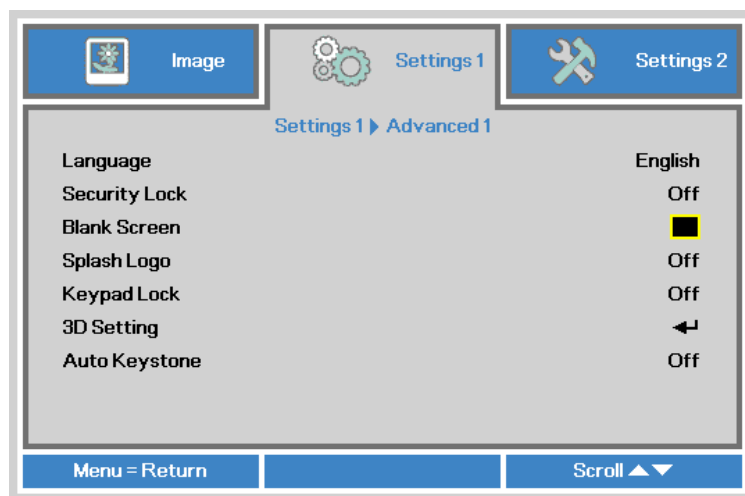 Image Settings 1 Settings 2
Settings 1 ▶ Advanced 1
Language English
Security Lock Off
Blank Screen
Splash Logo Off
Keypad Lock Off
3D Setting
Auto Keystone Off
Menu = Return Scroll ▲▼